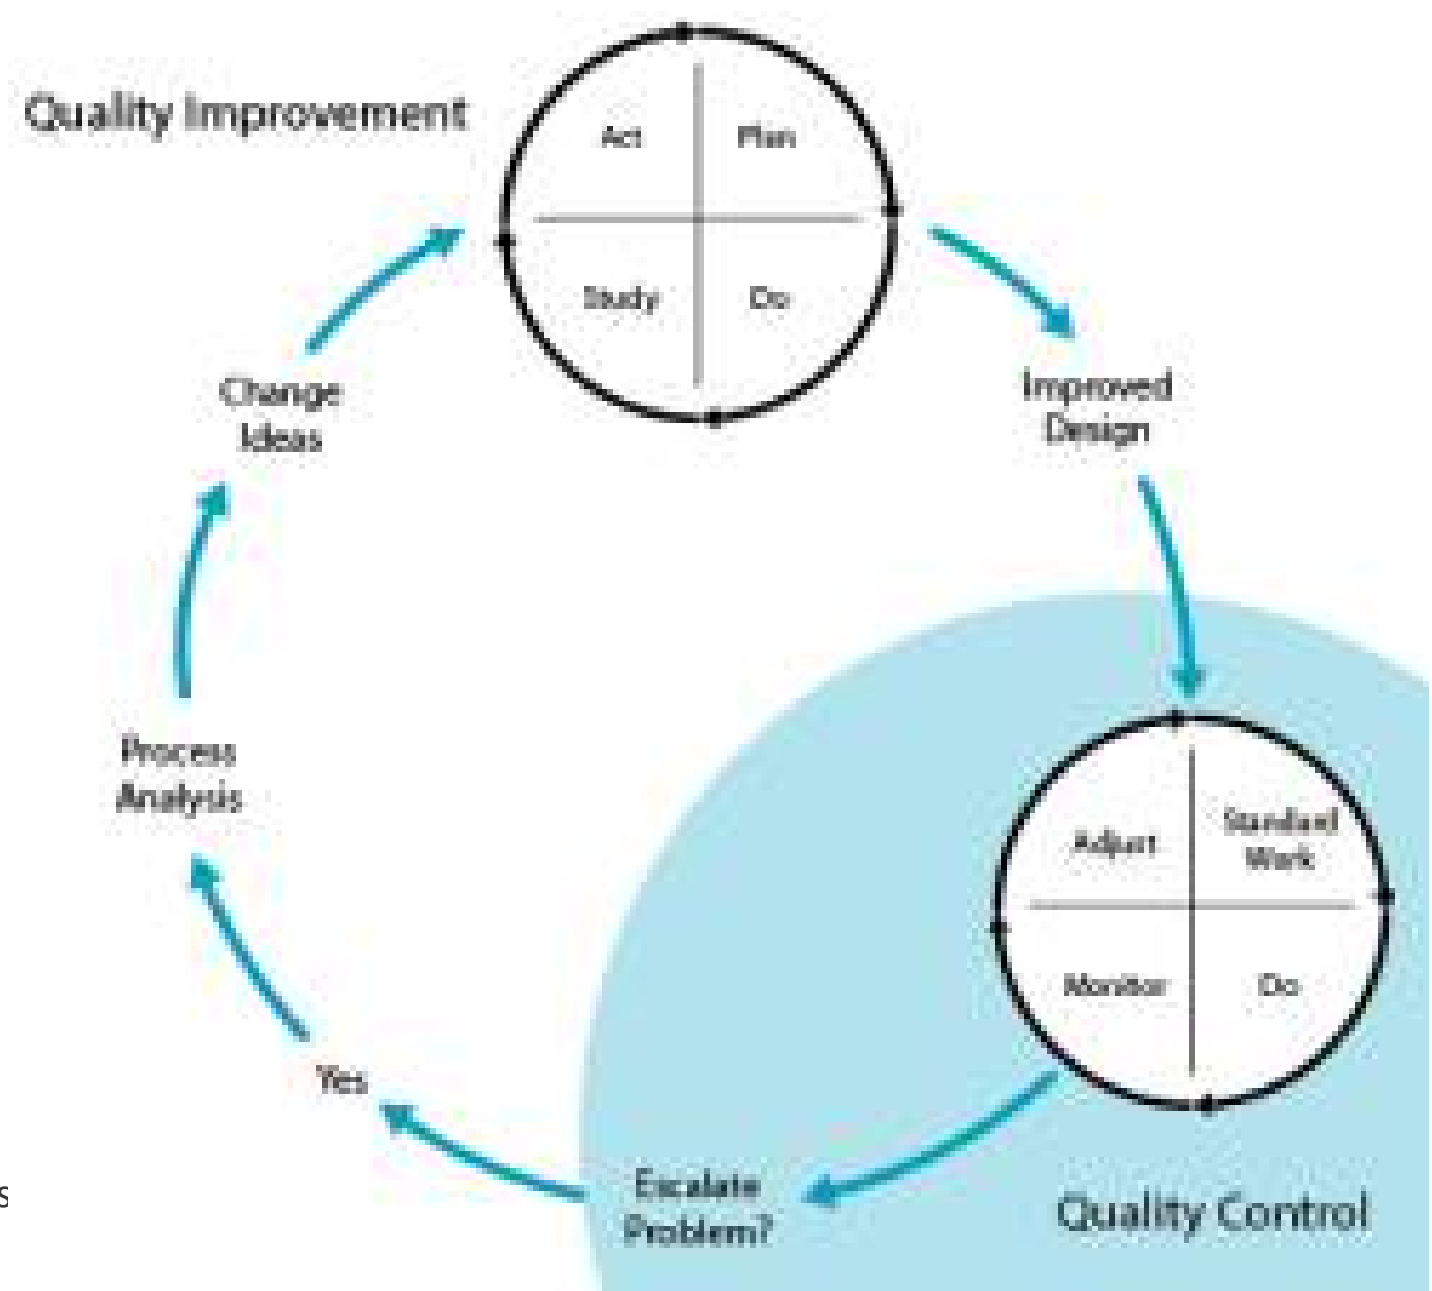 Quality Improvement
Act
Plan
Study
Do
Change
Ideas
Improved
Design
Process
Analysis
Adjust
Standard
Work
Monitor
Do
Yes
Escalate
Problem?
Quality Control
s